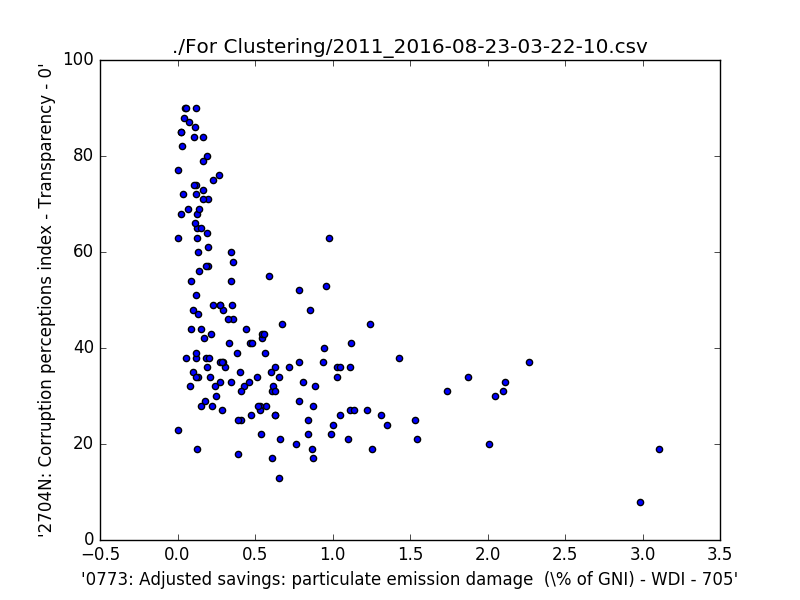 ./For Clustering/2011_2016-08-23-03-22-10.csv
'2704N: Corruption perceptions index - Transparency - 0'
100
80
60
40
20
0
−0.5 0.0 0.5 1.0 1.5 2.0 2.5 3.0 3.5
'0773: Adjusted savings: particulate emission damage  (\% of GNI) - WDI - 705'